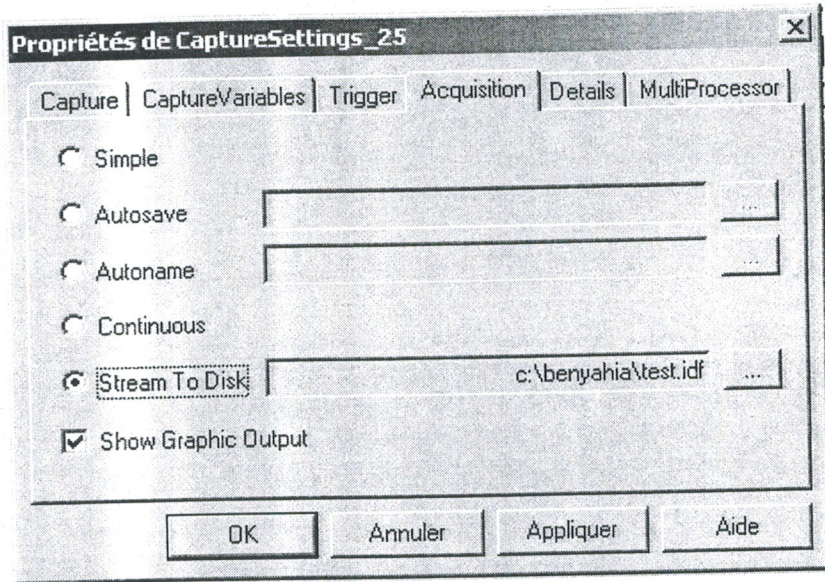 Propriétés de CaptureSettings_25
Capture CaptureVariables Trigger Acquisition Details MultiProcessor
Simple
Autosave ...
Autoname ...
Continuous
Stream To Disk c:\benyahia\test.idf ...
Show Graphic Output
OK Annuler Appliquer Aide